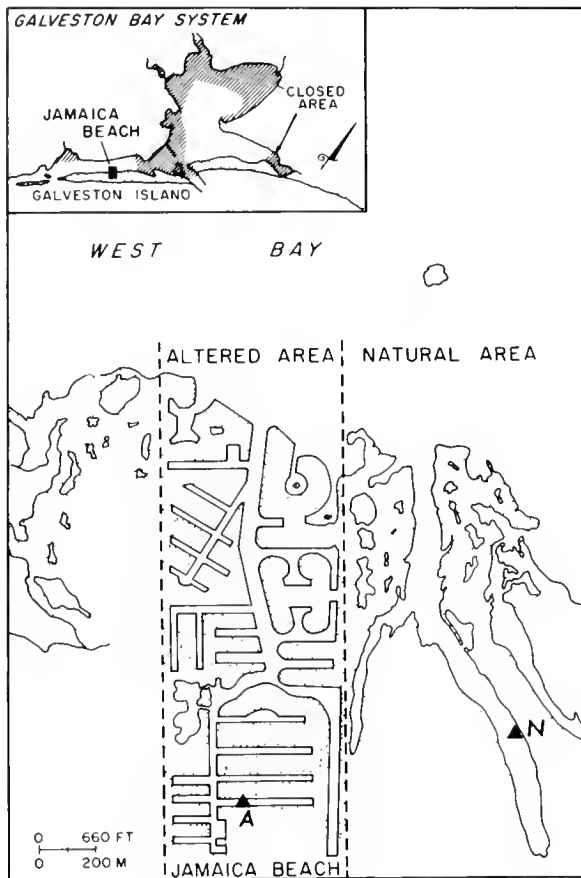 GALVESTON BAY SYSTEM
CLOSED
AREA
JAMAICA
BEACH
GALVESTON ISLAND
WEST BAY
ALTERED AREA
NATURAL AREA
N
A
0 660 FT
0 200 M
JAMAICA BEACH